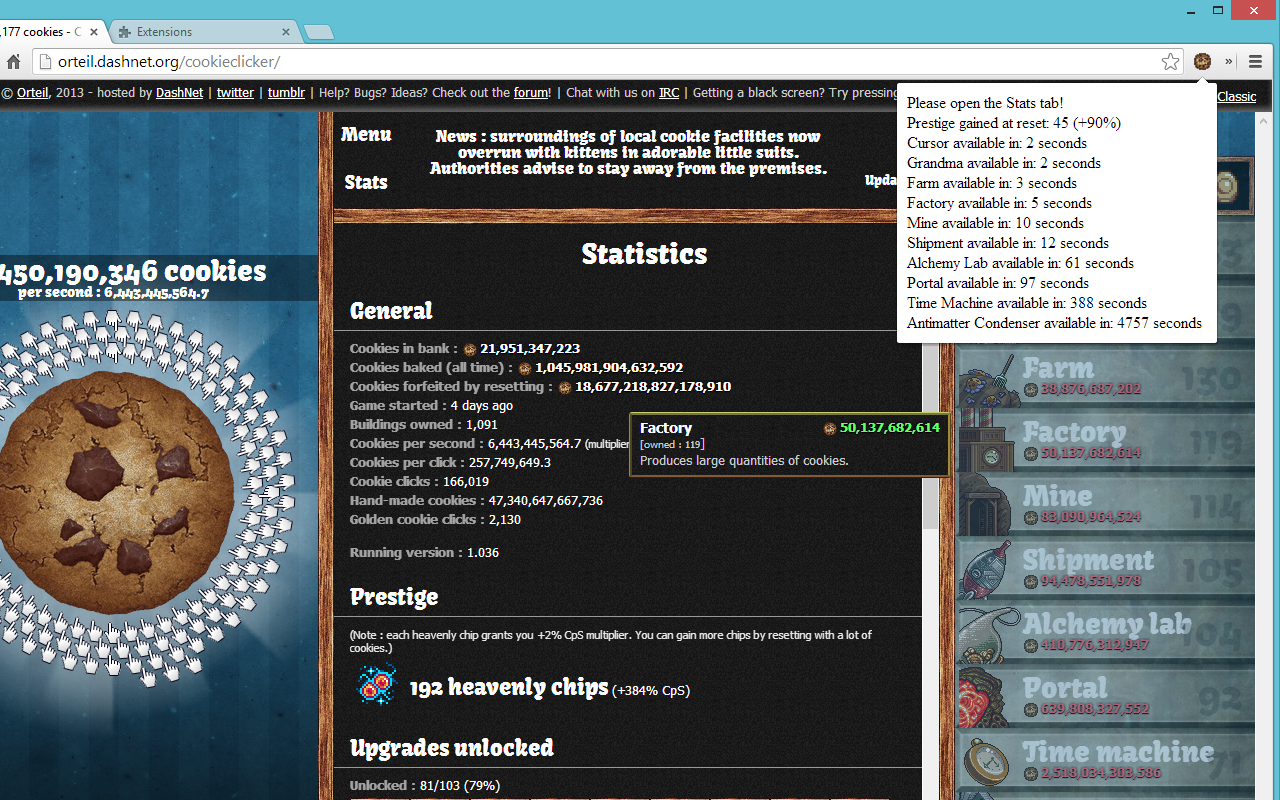 ,177 cookies - C
Extensions
orteil.dashnet.org/cookieclicker/
© Orteil, 2013 - hosted by DashNet | twitter | tumblr | Help? Bugs? Ideas? Check out the forum! | Chat with us on IRC | Getting a black screen? Try pressing
Classic
Please open the Stats tab!
Prestige gained at reset: 45 (+90%)
Cursor available in: 2 seconds
Grandma available in: 2 seconds
Farm available in: 3 seconds
Factory available in: 5 seconds
Mine available in: 10 seconds
Shipment available in: 12 seconds
Alchemy Lab available in: 61 seconds
Portal available in: 97 seconds
Time Machine available in: 388 seconds
Antimatter Condenser available in: 4757 seconds
Menu
Stats
News : surroundings of local cookie facilities now
overrun with kittens in adorable little suits.
Authorities advise to stay away from the premises.
Upda
450,190,346 cookies
per second : 6,443,445,564.7
Statistics
General
Cookies in bank : 21,951,347,223
Cookies baked (all time) : 1,045,981,904,632,592
Cookies forfeited by resetting : 18,677,218,827,178,910
Game started : 4 days ago
Buildings owned : 1,091
Cookies per second : 6,443,445,564.7 (multiplier
Cookies per click : 257,749,649.3
Cookie clicks : 166,019
Hand-made cookies : 47,340,647,667,736
Golden cookie clicks : 2,130
Running version : 1.036
Prestige
(Note : each heavenly chip grants you +2% CpS multiplier. You can gain more chips by resetting with a lot of
cookies.)
192 heavenly chips (+384% CpS)
Upgrades unlocked
Unlocked : 81/103 (79%)
Factory 50,137,682,614
[owned : 119]
Produces large quantities of cookies.
Farm
38,876,687,202
Factory
50,137,682,614
119
Mine
83,090,964,524
114
Shipment
94,478,551,978
105
Alchemy lab
410,776,312,947
104
Portal
639,808,327,552
92
Time machine
2,518,034,303,586
71